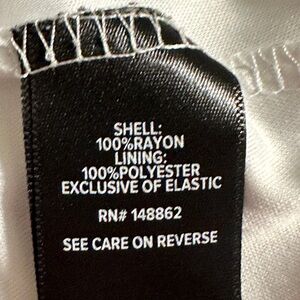 SHELL:
100%RAYON
LINING:
100%POLYESTER
EXCLUSIVE OF ELASTIC
RN# 148862
SEE CARE ON REVERSE